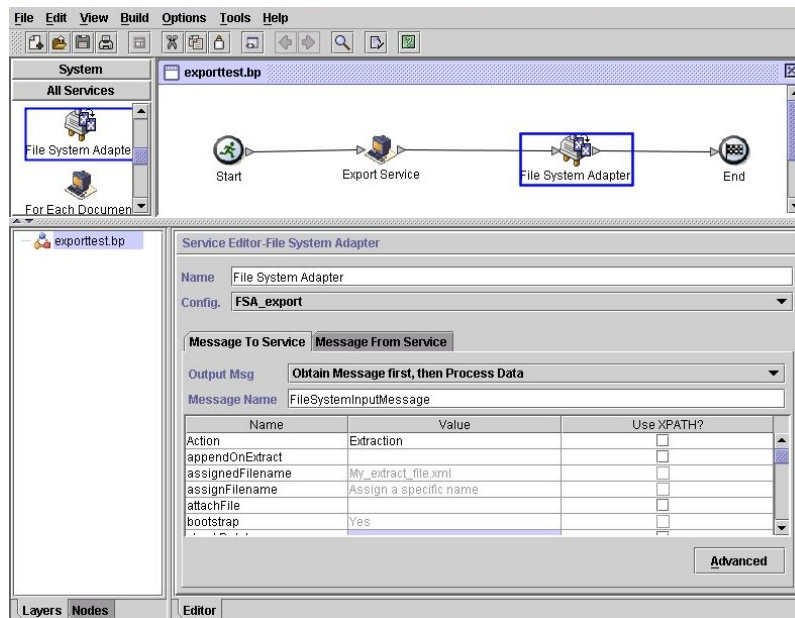 File Edit View Build Options Tools Help
System
All Services
File System Adapte
For Each Documen
exporttest.bp
Start
Export Service
File System Adapter
End
exporttest.bp
Service Editor-File System Adapter
Name File System Adapter
Config. FSA_export
Message To Service Message From Service
Output Msg Obtain Message first, then Process Data
Message Name FileSystemInputMessage
Name Value Use XPATH?
Action Extraction
appendOnExtract
assignedFilename My_extract_file.xml
assignFilename Assign a specific name
attachFile
bootstrap Yes
Advanced
Layers Nodes
Editor